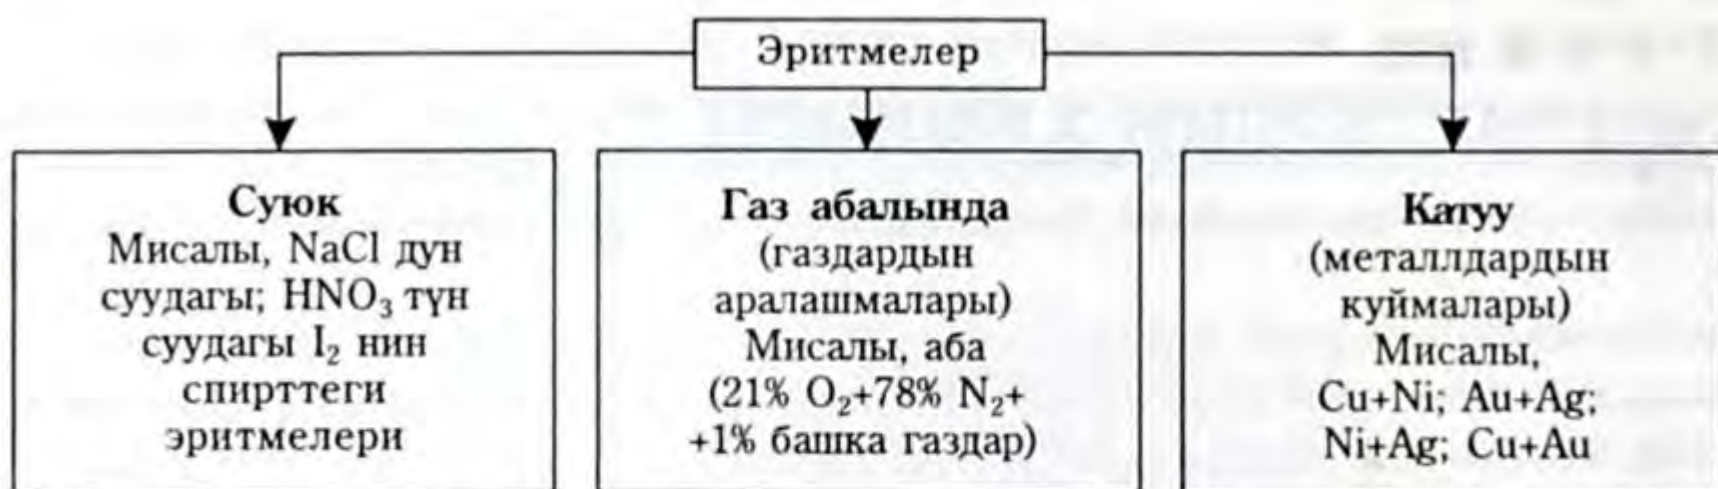 Эритмелер
Суюк
Мисалы, NaCl дун
суудагы; HNO₃ түн
суудагы I₂ нин
спирттеги
эритмелери
Газ абалында
(газдардын
аралашмалары)
Мисалы, аба
(21% O₂+78% N₂+
+1% башка газдар)
Катуу
(металлдардын
куймалары)
Мисалы,
Cu+Ni; Au+Ag;
Ni+Ag; Cu+Au